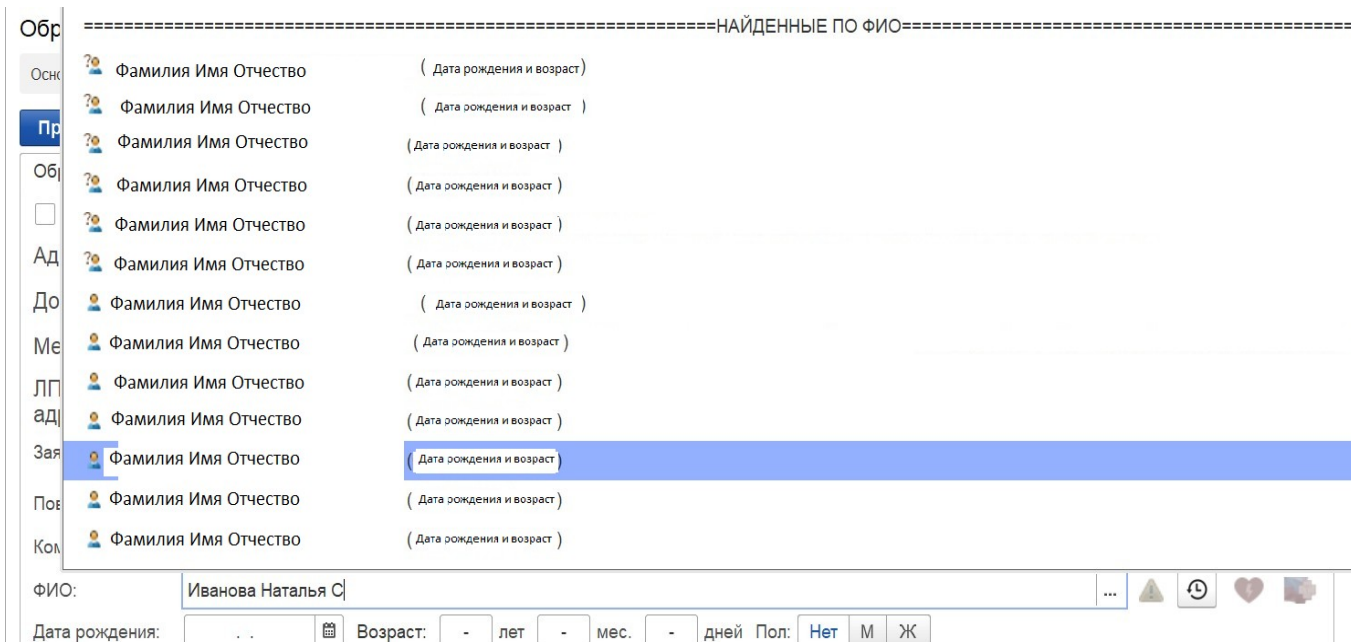 Обр ==========НАЙДЕННЫЕ ПО ФИО==========
Осн
? Фамилия Имя Отчество ( Дата рождения и возраст)
? Фамилия Имя Отчество ( Дата рождения и возраст )
Пр
? Фамилия Имя Отчество (Дата рождения и возраст )
Обр
? Фамилия Имя Отчество ( Дата рождения и возраст )
? Фамилия Имя Отчество ( Дата рождения и возраст )
Ад
? Фамилия Имя Отчество ( Дата рождения и возраст )
До
Фамилия Имя Отчество ( Дата рождения и возраст )
Ме
Фамилия Имя Отчество ( Дата рождения и возраст )
ЛП
Фамилия Имя Отчество ( Дата рождения и возраст )
адр
Фамилия Имя Отчество ( Дата рождения и возраст )
Зая
Фамилия Имя Отчество ( Дата рождения и возраст)
Пов
Фамилия Имя Отчество ( Дата рождения и возраст )
Ком
Фамилия Имя Отчество ( Дата рождения и возраст )
ФИО: Иванова Наталья С ...
Дата рождения: . . Возраст: - лет - мес. - дней Пол: Нет М Ж